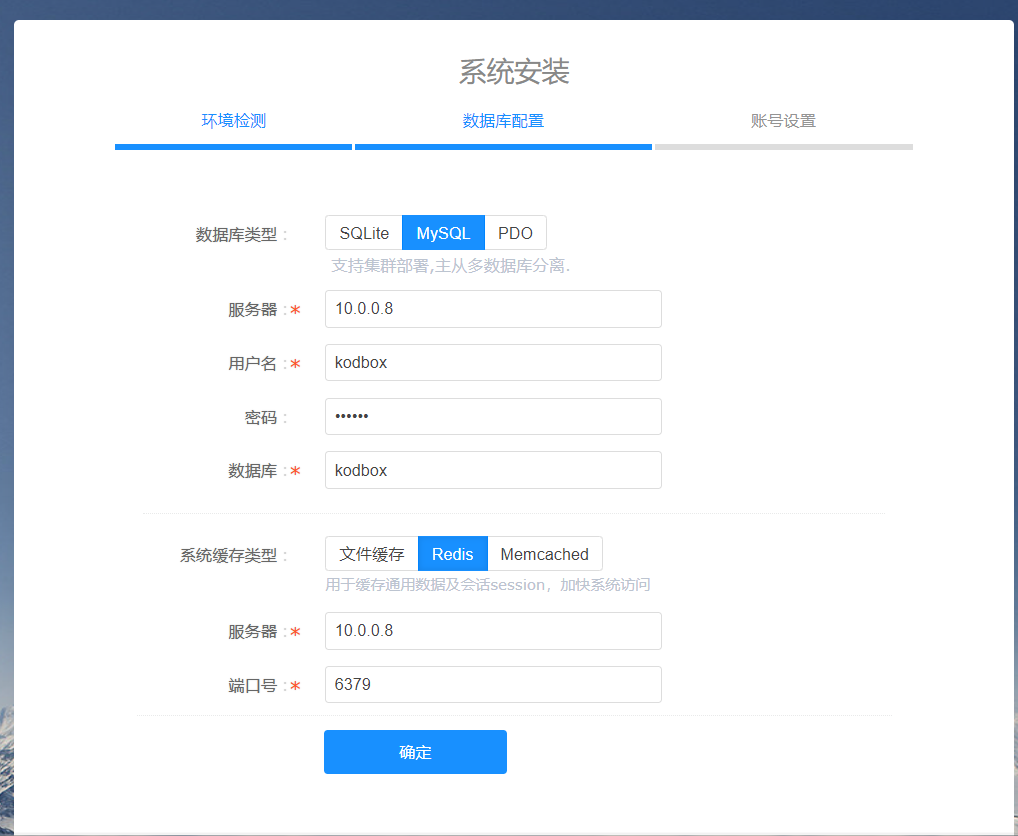 系统安装
环境检测 数据库配置 账号设置
数据库类型 : SQLite MySQL PDO
支持集群部署,主从多数据库分离.
服务器 :* 10.0.0.8
用户名 :* kodbox
密码 : ••••••
数据库 :* kodbox
系统缓存类型 : 文件缓存 Redis Memcached
用于缓存通用数据及会话session，加快系统访问
服务器 :* 10.0.0.8
端口号 :* 6379
确定